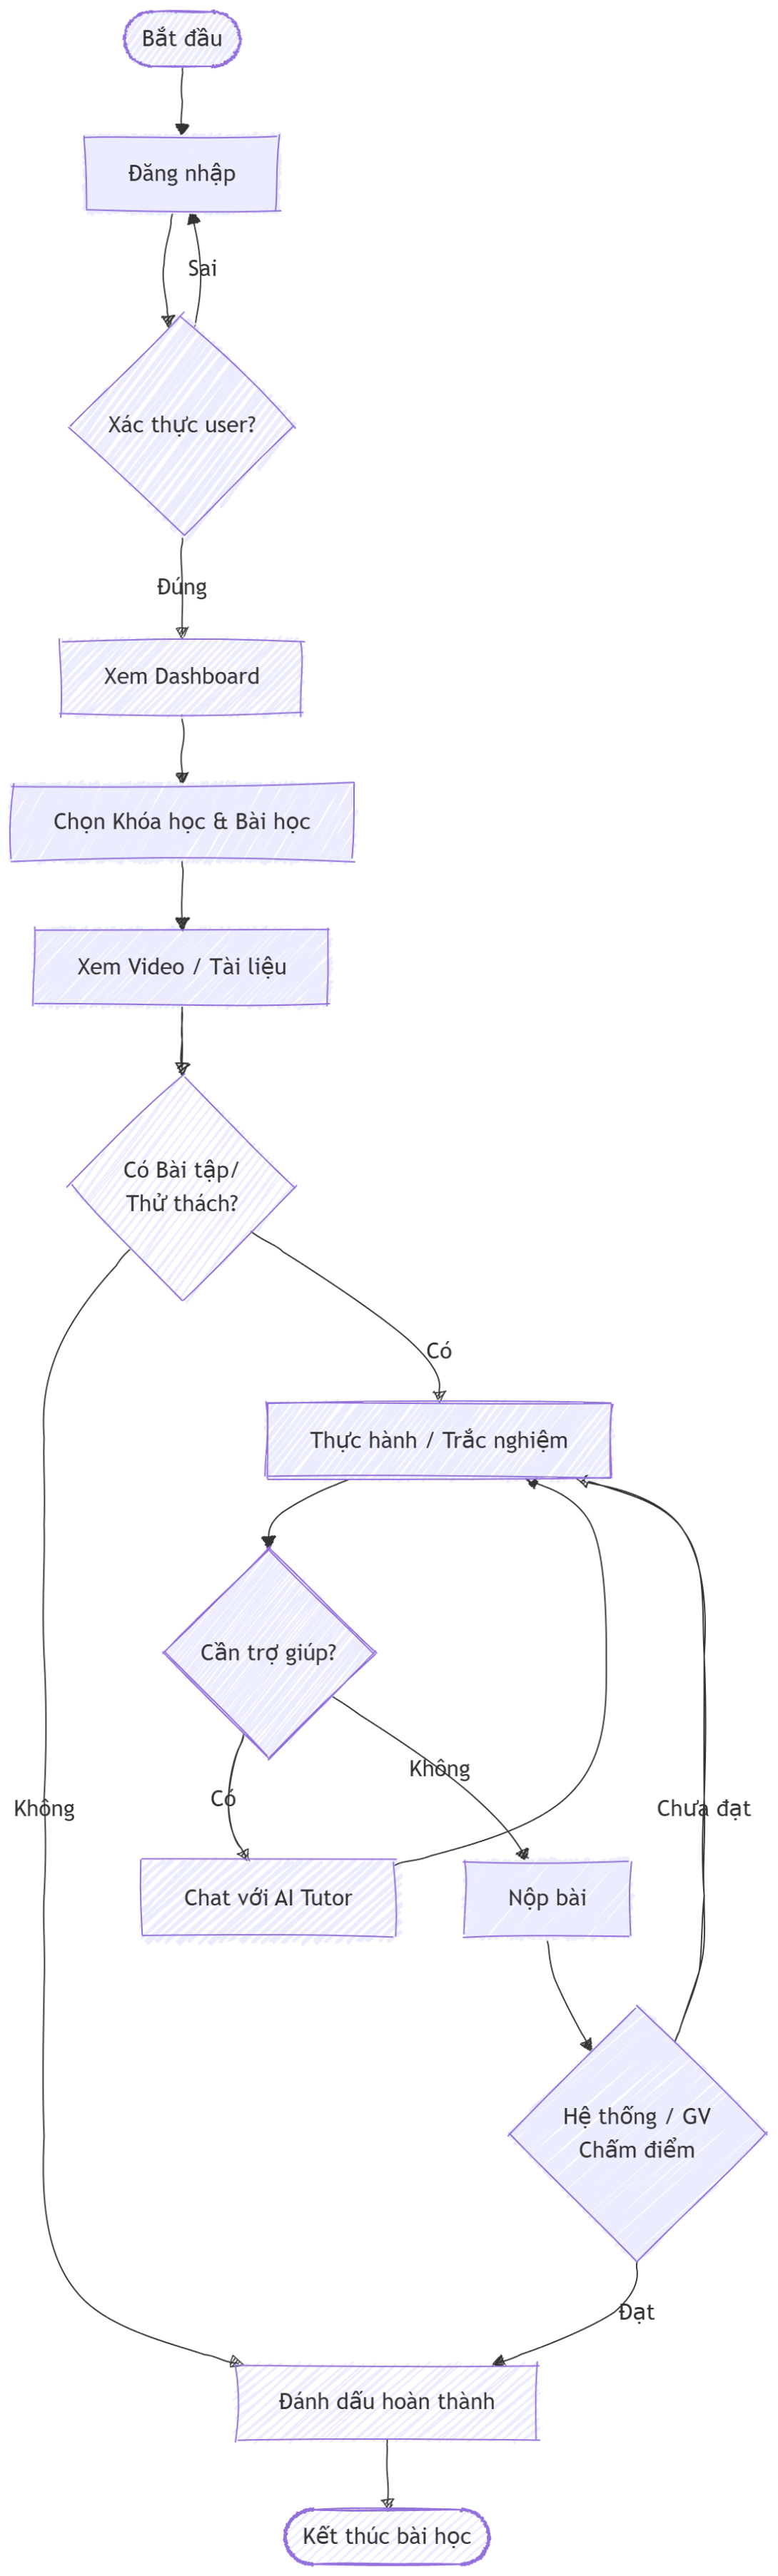 Bắt đầu
Đăng nhập
Sai
Xác thực user?
Đúng
Xem Dashboard
Chọn Khóa học & Bài học
Xem Video / Tài liệu
Có Bài tập/
Thử thách?
Có
Thực hành / Trắc nghiệm
Cần trợ giúp?
Không
Có
Không
Chưa đạt
Chat với AI Tutor
Nộp bài
Hệ thống / GV
Chấm điểm
Đạt
Đánh dấu hoàn thành
Kết thúc bài học